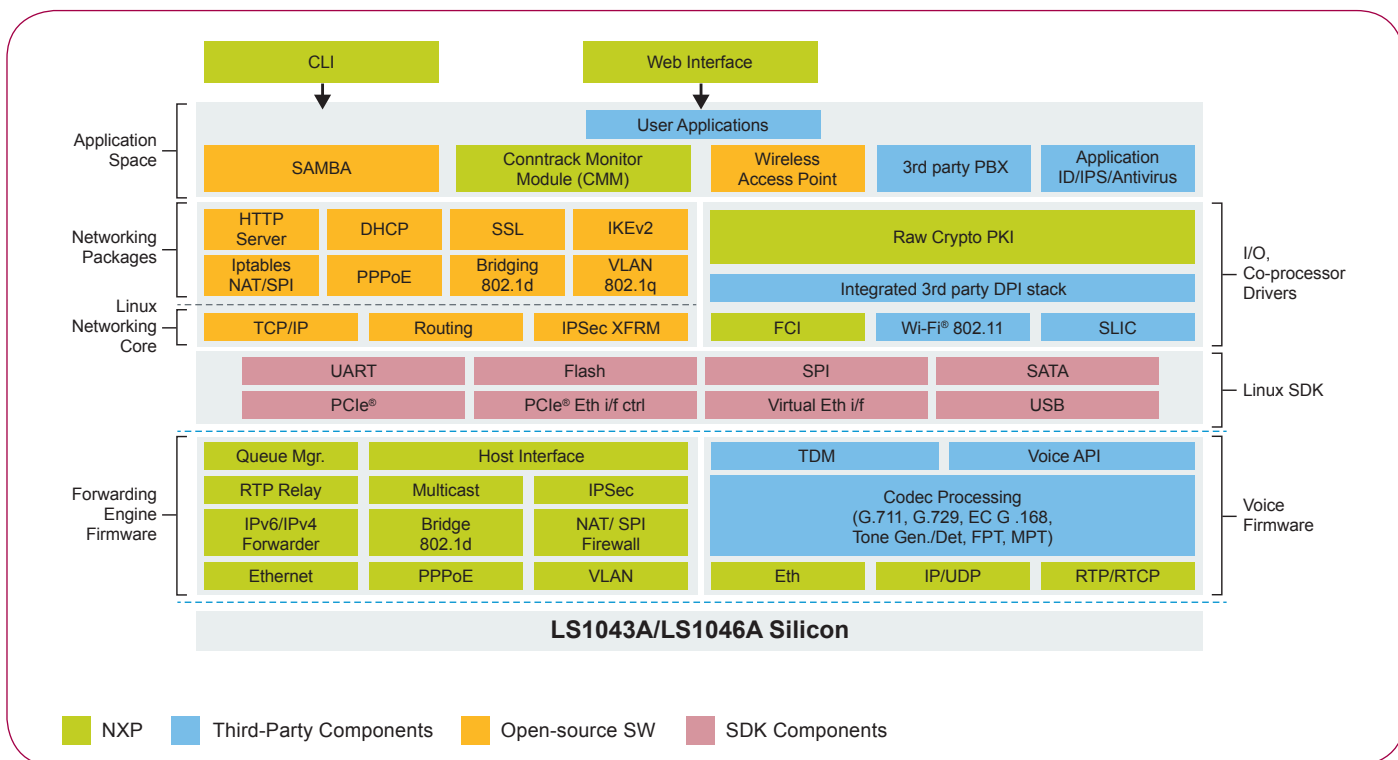 CLI
Web Interface
Application
Space
User Applications
SAMBA
Conntrack Monitor
Module (CMM)
Wireless
Access Point
3rd party PBX
Application
ID/IPS/Antivirus
Networking
Packages
HTTP
Server
DHCP
SSL
IKEv2
Iptables
NAT/SPI
PPPoE
Bridging
802.1d
VLAN
802.1q
Linux
Networking
Core
TCP/IP
Routing
IPSec XFRM
Raw Crypto PKI
Integrated 3rd party DPI stack
FCI
Wi-Fi® 802.11
SLIC
I/O,
Co-processor
Drivers
UART
Flash
SPI
SATA
PCIe®
PCIe® Eth i/f ctrl
Virtual Eth i/f
USB
Linux SDK
Forwarding
Engine
Firmware
Queue Mgr.
Host Interface
RTP Relay
Multicast
IPSec
IPv6/IPv4
Forwarder
Bridge
802.1d
NAT/ SPI
Firewall
Ethernet
PPPoE
VLAN
TDM
Voice API
Codec Processing
(G.711, G.729, EC G .168,
Tone Gen./Det, FPT, MPT)
Eth
IP/UDP
RTP/RTCP
Voice
Firmware
LS1043A/LS1046A Silicon
NXP
Third-Party Components
Open-source SW
SDK Components